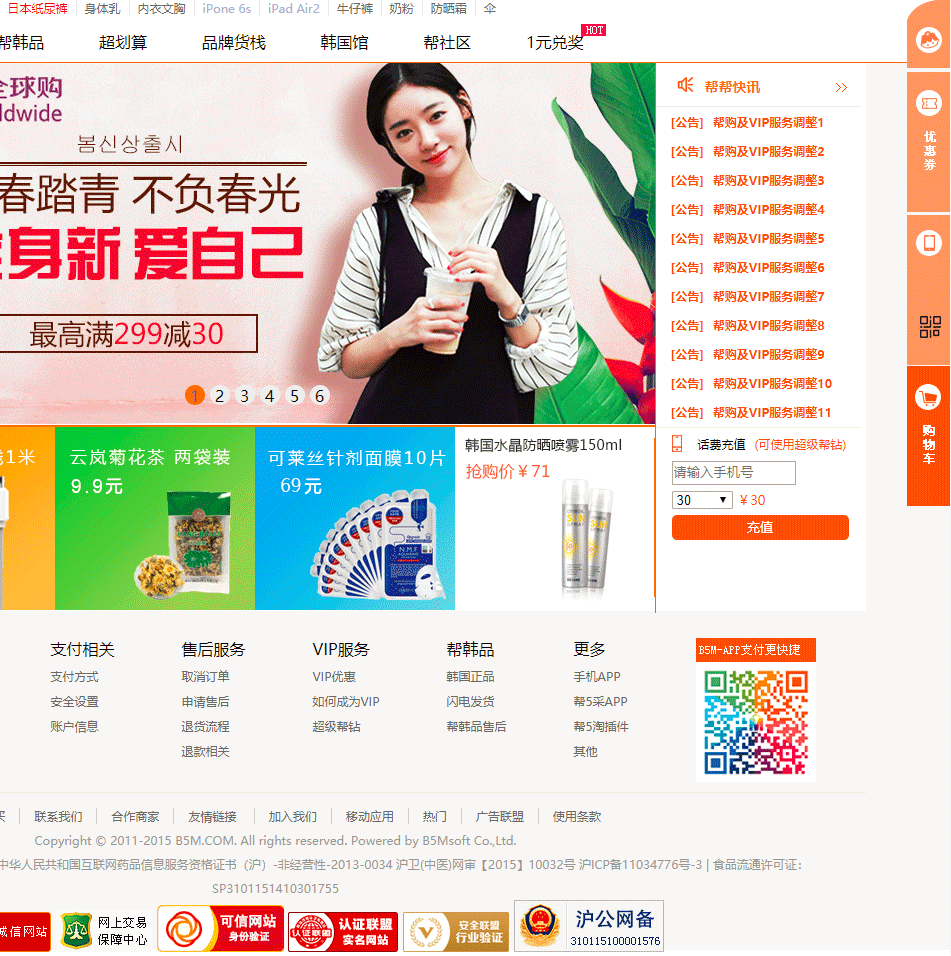 日本纸尿裤 身体乳 内衣文胸 iPone 6s iPad Air2 牛仔裤 奶粉 防晒霜 伞
帮韩品 超划算 品牌货栈 韩国馆 帮社区 1元兑奖 HOT
全球购
ldwide
봄신상출시
春踏青 不负春光
身新 爱自己
最高满299减30
1 2 3 4 5 6
帮帮快讯
[公告] 帮购及VIP服务调整1
[公告] 帮购及VIP服务调整2
[公告] 帮购及VIP服务调整3
[公告] 帮购及VIP服务调整4
[公告] 帮购及VIP服务调整5
[公告] 帮购及VIP服务调整6
[公告] 帮购及VIP服务调整7
[公告] 帮购及VIP服务调整8
[公告] 帮购及VIP服务调整9
[公告] 帮购及VIP服务调整10
[公告] 帮购及VIP服务调整11
话费充值 (可使用超级帮钻)
请输入手机号
30 ¥30
充值
优惠券
购物车
1米
云岚菊花茶 两袋装
9.9元
可莱丝针剂面膜10片
69元
N.M.F
韩国水晶防晒喷雾150ml
抢购价¥71
支付相关 售后服务 VIP服务 帮韩品 更多
支付方式 取消订单 VIP优惠 韩国正品 手机APP
安全设置 申请售后 如何成为VIP 闪电发货 帮5采APP
账户信息 退货流程 超级帮钻 帮韩品售后 帮5淘插件
退款相关 其他
B5M-APP支付更快捷
联系我们 合作商家 友情链接 加入我们 移动应用 热门 广告联盟 使用条款
Copyright © 2011-2015 B5M.COM. All rights reserved. Powered by B5Msoft Co.,Ltd.
中华人民共和国互联网药品信息服务资格证书（沪）-非经营性-2013-0034 沪卫(中医)网审【2015】10032号 沪ICP备11034776号-3 | 食品流通许可证：
SP3101151410301755
诚信网站
网上交易
保障中心
可信网站
身份验证
认证联盟
认证联盟
实名网站
安全联盟
行业验证
沪公网备
310115100001576